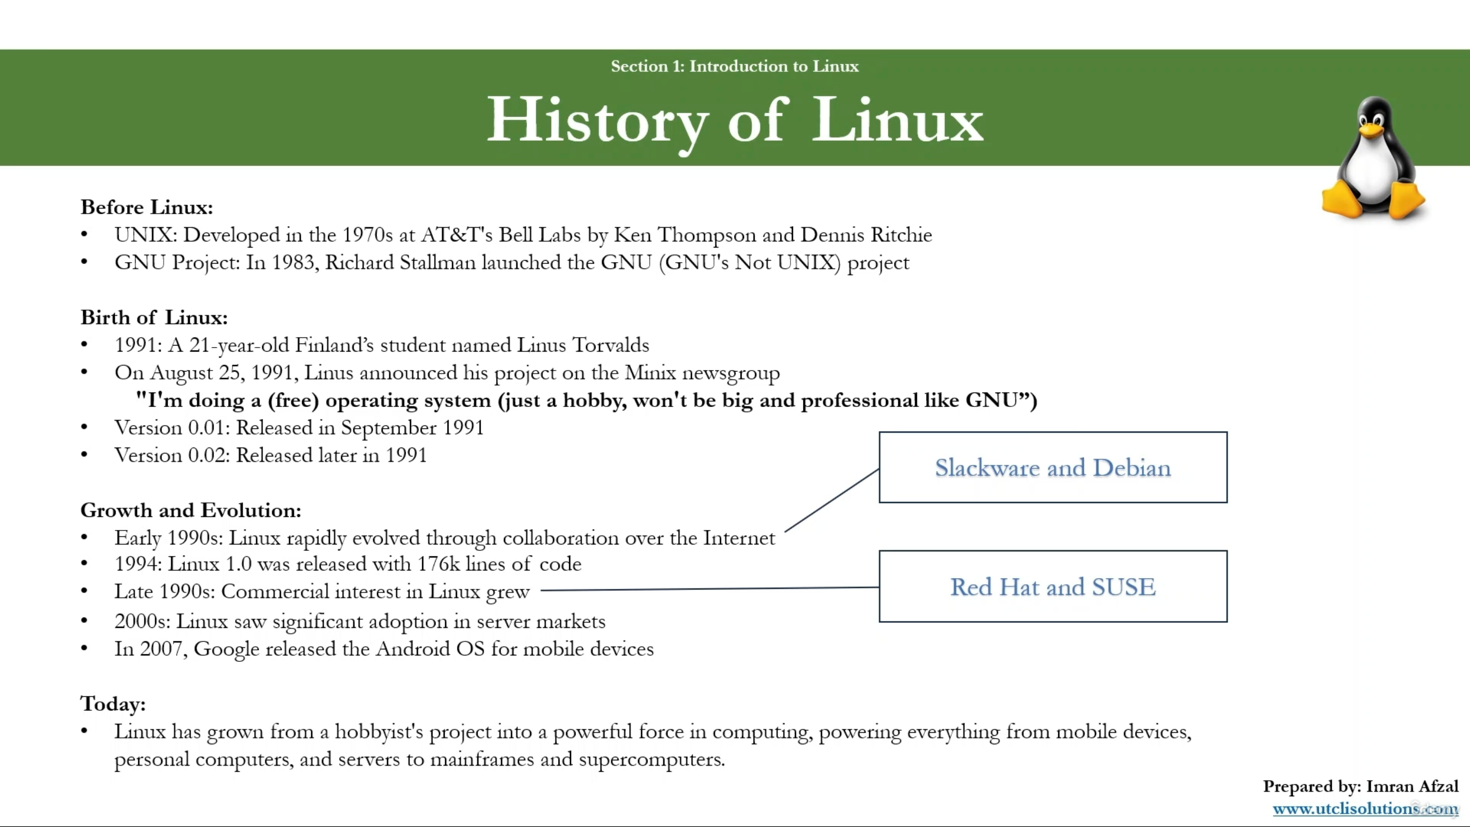 Section 1: Introduction to Linux
History of Linux
Before Linux:
• UNIX: Developed in the 1970s at AT&T's Bell Labs by Ken Thompson and Dennis Ritchie
• GNU Project: In 1983, Richard Stallman launched the GNU (GNU's Not UNIX) project
Birth of Linux:
• 1991: A 21-year-old Finland’s student named Linus Torvalds
• On August 25, 1991, Linus announced his project on the Minix newsgroup
"I'm doing a (free) operating system (just a hobby, won't be big and professional like GNU”)
• Version 0.01: Released in September 1991
• Version 0.02: Released later in 1991
Growth and Evolution:
• Early 1990s: Linux rapidly evolved through collaboration over the Internet
Slackware and Debian
• 1994: Linux 1.0 was released with 176k lines of code
• Late 1990s: Commercial interest in Linux grew
Red Hat and SUSE
• 2000s: Linux saw significant adoption in server markets
• In 2007, Google released the Android OS for mobile devices
Today:
• Linux has grown from a hobbyist's project into a powerful force in computing, powering everything from mobile devices,
personal computers, and servers to mainframes and supercomputers.
Prepared by: Imran Afzal
www.utclisolutions.com